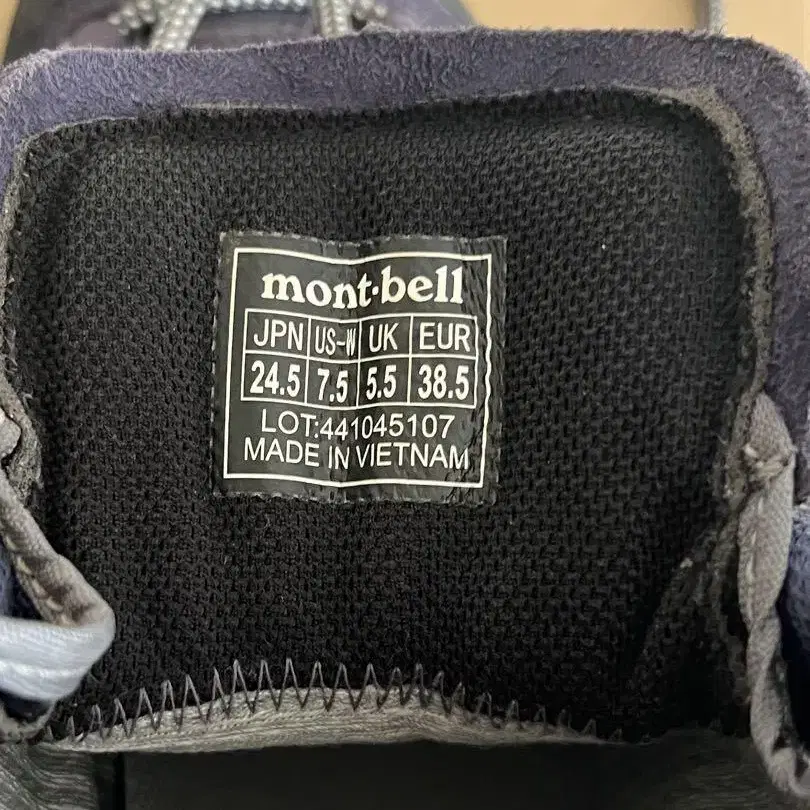 mont·bell
JPN US-W UK EUR
24.5 7.5 5.5 38.5
LOT:441045107
MADE IN VIETNAM